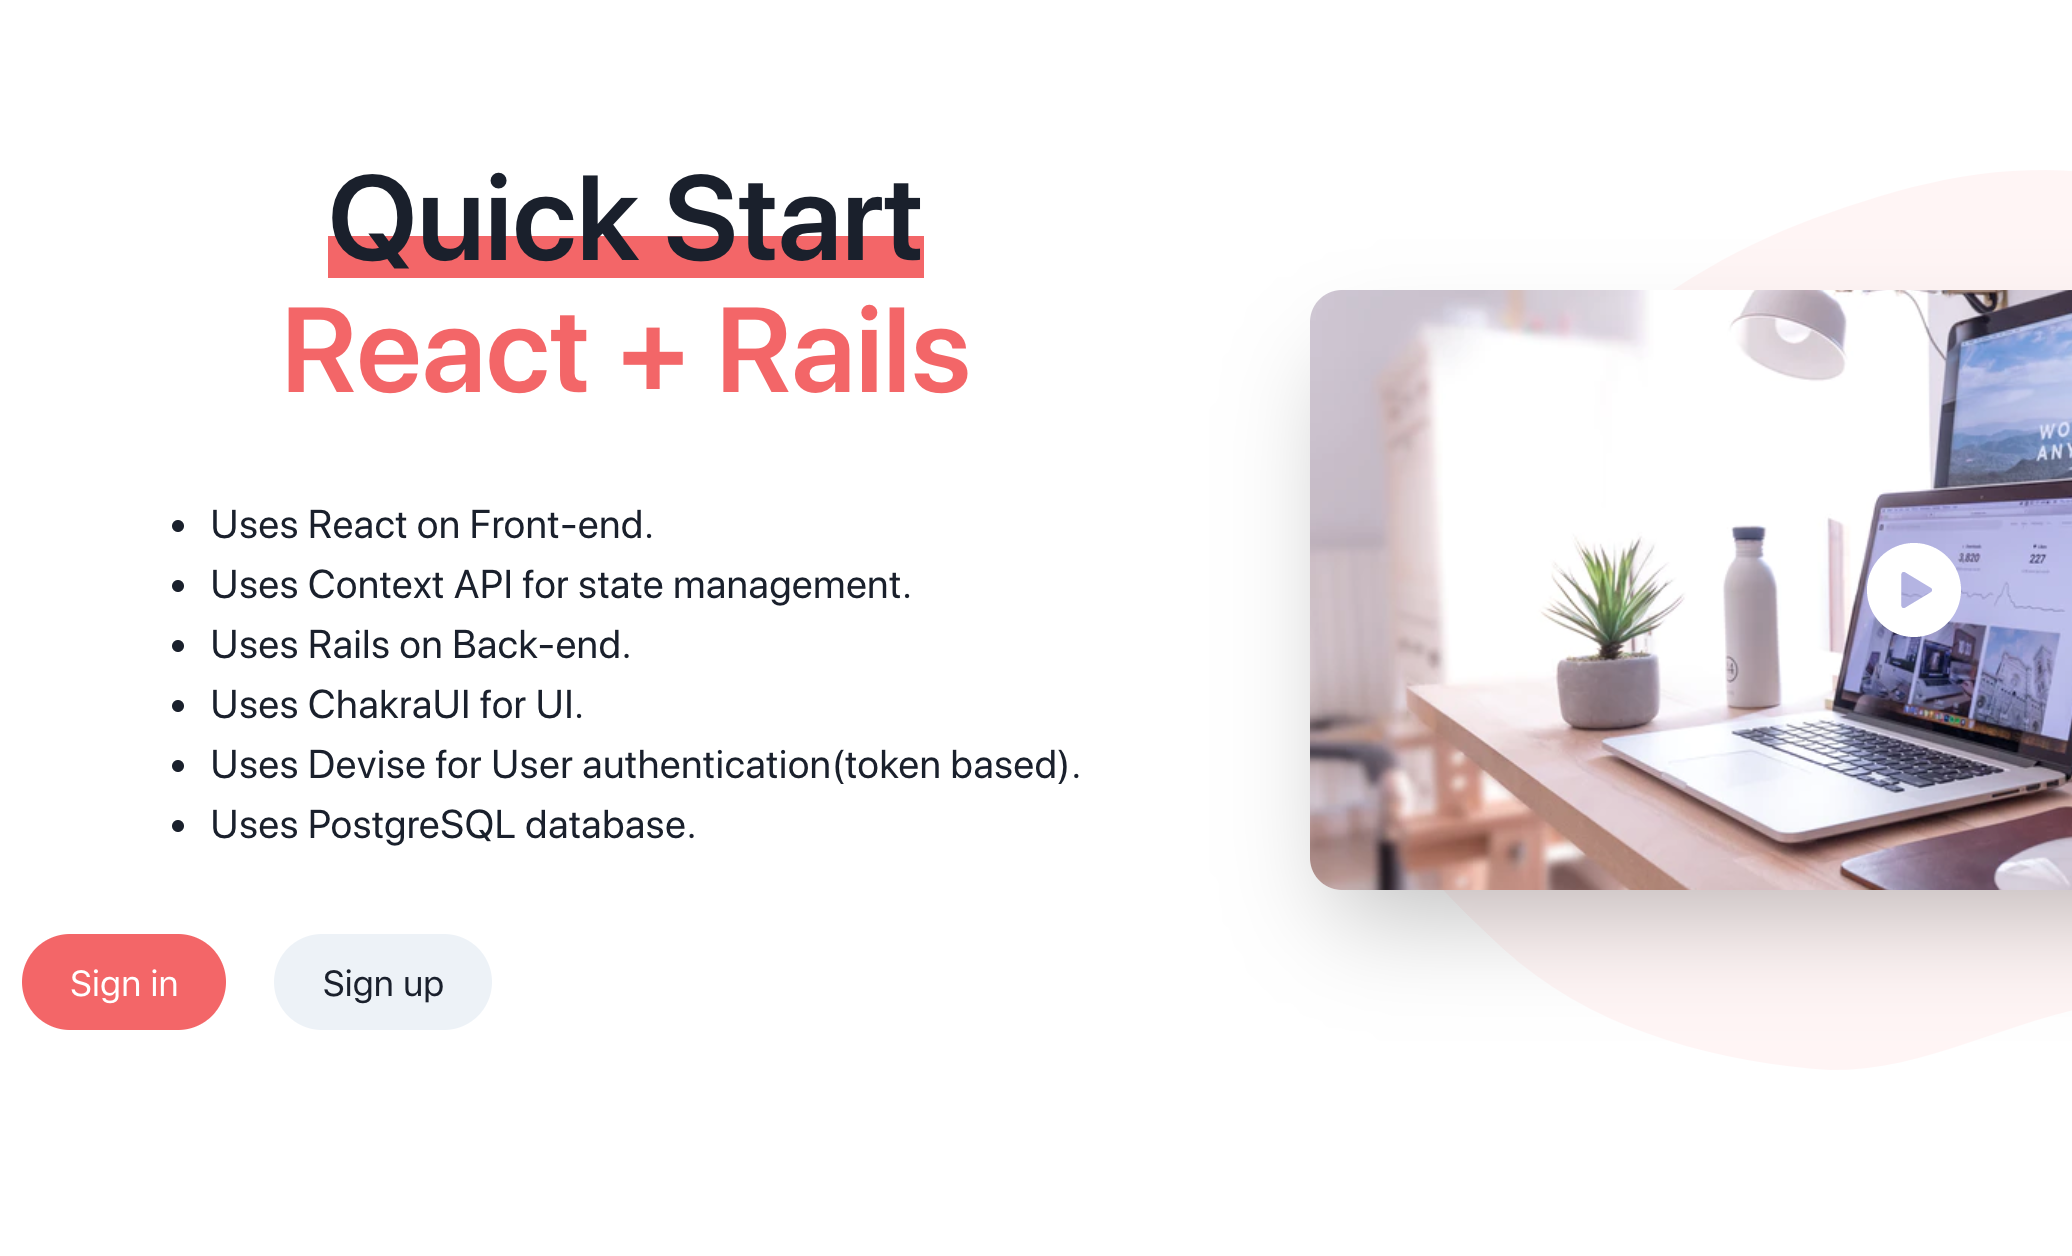 Quick Start
React + Rails
Uses React on Front-end.
Uses Context API for state management.
Uses Rails on Back-end.
Uses ChakraUI for UI.
Uses Devise for User authentication(token based).
Uses PostgreSQL database.
Sign in
Sign up
WO
ANY
3,820
227